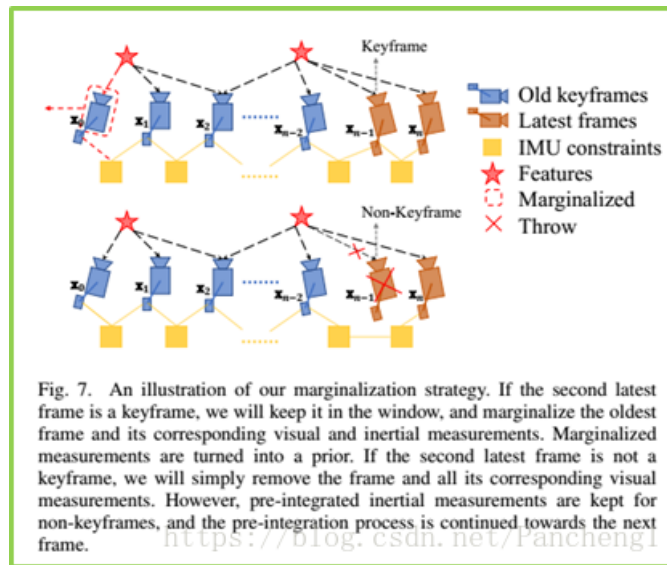 Keyframe
Old keyframes
Latest frames
IMU constraints
Features
Marginalized
Throw
x₀ x₁ x₂ xₙ₋₂ xₙ₋₁ xₙ
Non-Keyframe
x₀ x₁ x₂ xₙ₋₂ xₙ₋₁ xₙ
Fig. 7. An illustration of our marginalization strategy. If the second latest
frame is a keyframe, we will keep it in the window, and marginalize the oldest
frame and its corresponding visual and inertial measurements. Marginalized
measurements are turned into a prior. If the second latest frame is not a
keyframe, we will simply remove the frame and all its corresponding visual
measurements. However, pre-integrated inertial measurements are kept for
non-keyframes, and the pre-integration process is continued towards the next
frame.
https://blog.csdn.net/Panchengl